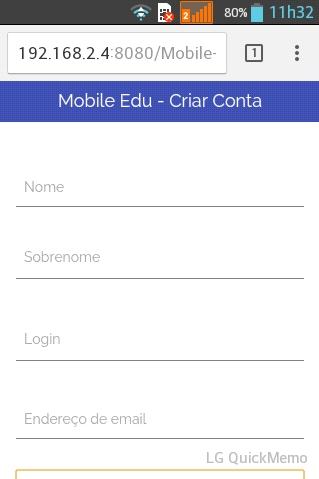 2 80% 11h32
192.168.2.4:8080/Mobile-
1
Mobile Edu - Criar Conta
Nome
Sobrenome
Login
Endereço de email
LG QuickMemo